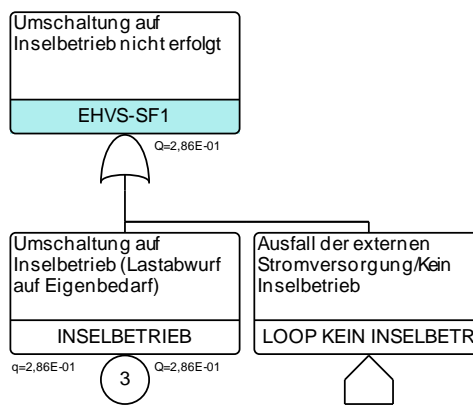 Umschaltung auf
Inselbetrieb nicht erfolgt
EHVS-SF1
Q=2,86E-01
Umschaltung auf
Inselbetrieb (Lastabwurf
auf Eigenbedarf)
INSELBETRIEB
q=2,86E-01
3
Q=2,86E-01
Ausfall der externen
Stromversorgung/Kein
Inselbetrieb
LOOP KEIN INSELBETR